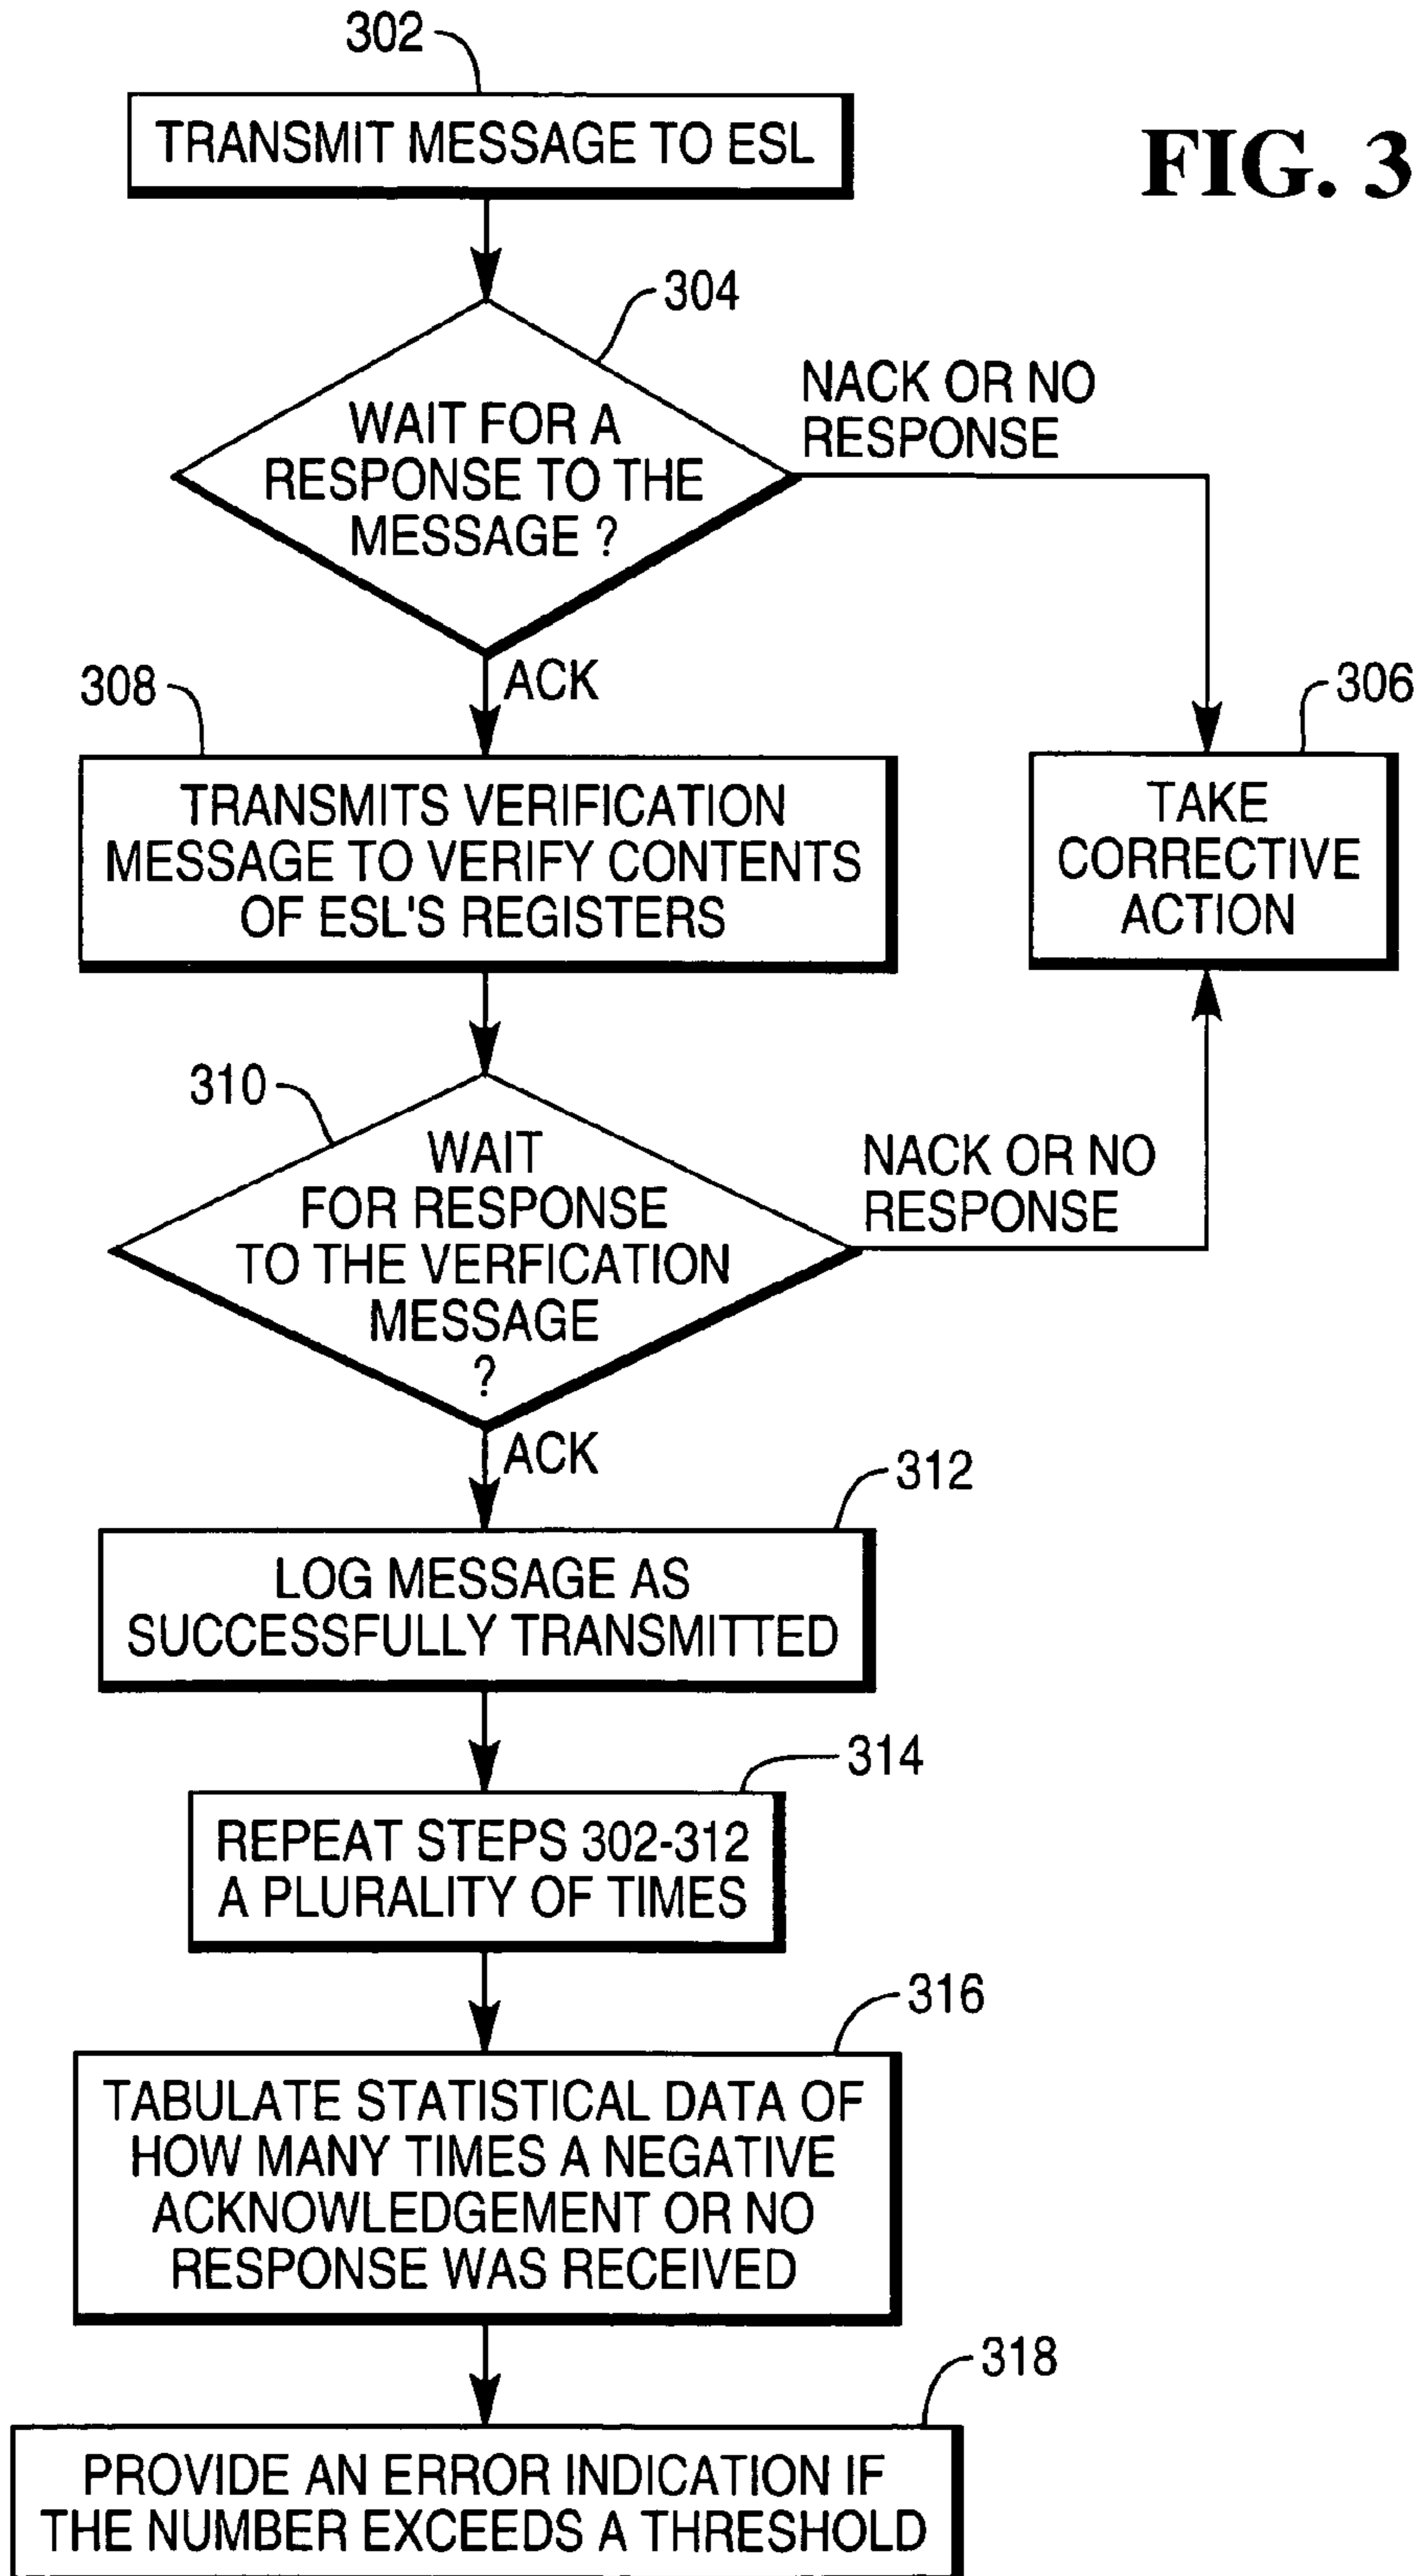 302
TRANSMIT MESSAGE TO ESL
FIG. 3
304
WAIT FOR A
RESPONSE TO THE
MESSAGE ?
NACK OR NO
RESPONSE
ACK
308
306
TRANSMITS VERIFICATION
MESSAGE TO VERIFY CONTENTS
OF ESL'S REGISTERS
TAKE
CORRECTIVE
ACTION
310
WAIT
FOR RESPONSE
TO THE VERFICATION
MESSAGE
?
NACK OR NO
RESPONSE
ACK
312
LOG MESSAGE AS
SUCCESSFULLY TRANSMITTED
314
REPEAT STEPS 302-312
A PLURALITY OF TIMES
316
TABULATE STATISTICAL DATA OF
HOW MANY TIMES A NEGATIVE
ACKNOWLEDGEMENT OR NO
RESPONSE WAS RECEIVED
318
PROVIDE AN ERROR INDICATION IF
THE NUMBER EXCEEDS A THRESHOLD